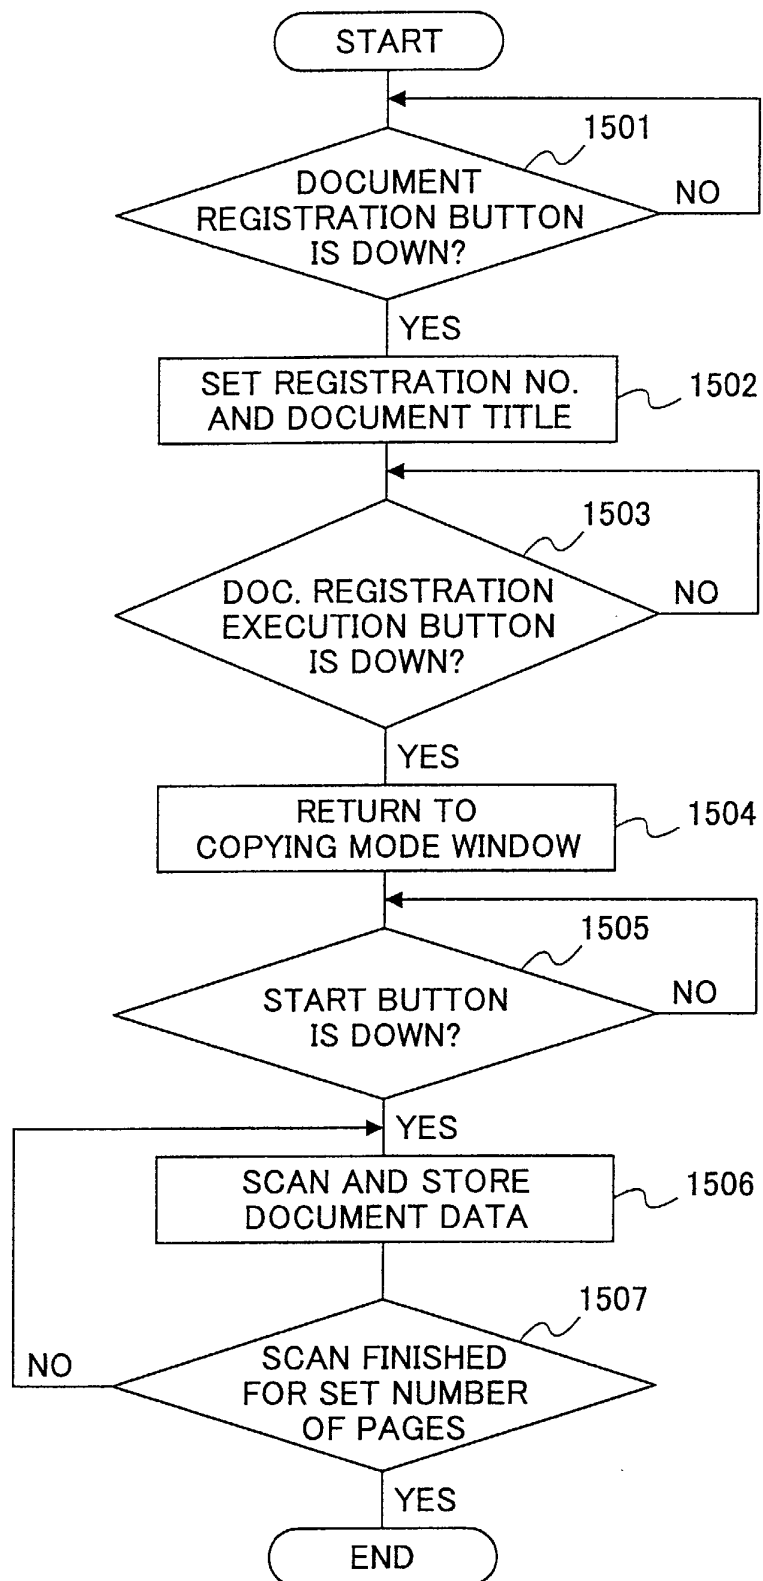 START
1501
DOCUMENT
REGISTRATION BUTTON
IS DOWN?
NO
YES
SET REGISTRATION NO.
AND DOCUMENT TITLE
1502
1503
DOC. REGISTRATION
EXECUTION BUTTON
IS DOWN?
NO
YES
RETURN TO
COPYING MODE WINDOW
1504
1505
START BUTTON
IS DOWN?
NO
YES
SCAN AND STORE
DOCUMENT DATA
1506
1507
SCAN FINISHED
FOR SET NUMBER
OF PAGES
NO
YES
END